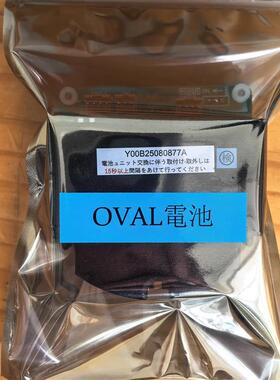 Y00B25080877A
電池ュニット交換に伴う取付け·取外しは
15秒以上間隔をあけて行ってください
検
OVAL電池